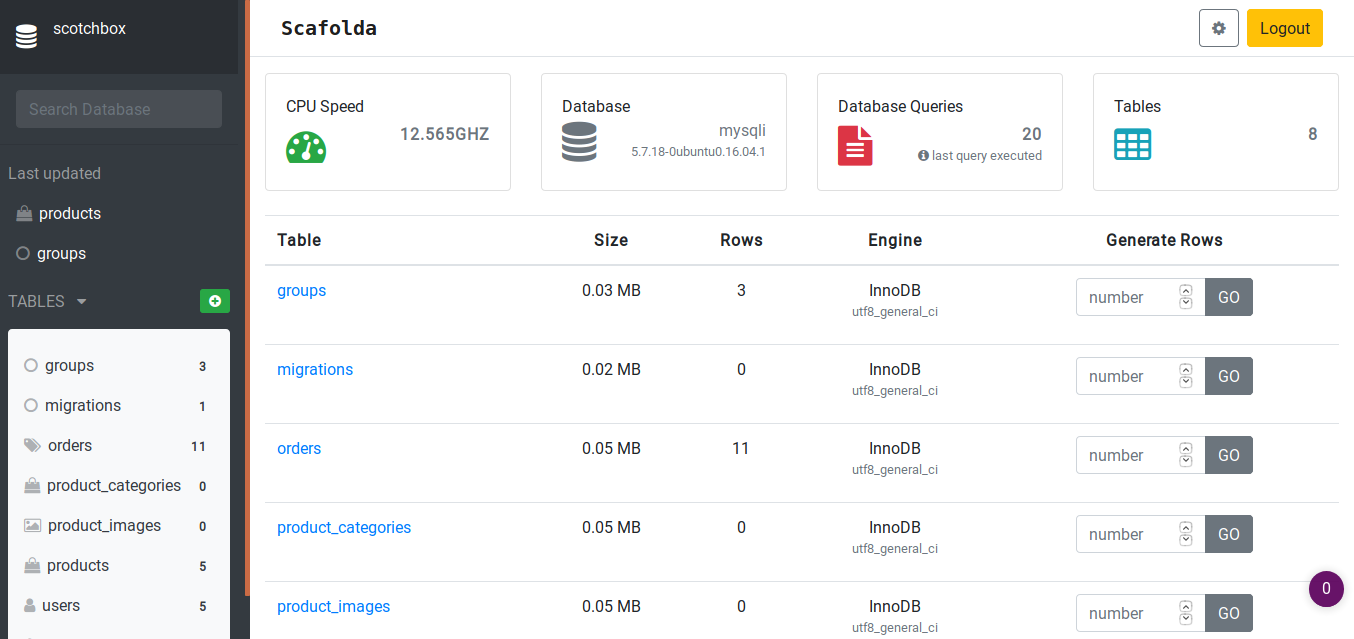 scotchbox
Search Database
Last updated
products
groups
TABLES
groups 3
migrations 1
orders 11
product_categories 0
product_images 0
products 5
users 5
Scafolda
Logout
CPU Speed
12.565GHZ
Database
mysqli
5.7.18-0ubuntu0.16.04.1
Database Queries
20
last query executed
Tables
8
Table Size Rows Engine Generate Rows
groups 0.03 MB 3 InnoDB number GO
utf8_general_ci
migrations 0.02 MB 0 InnoDB number GO
utf8_general_ci
orders 0.05 MB 11 InnoDB number GO
utf8_general_ci
product_categories 0.05 MB 0 InnoDB number GO
utf8_general_ci
product_images 0.05 MB 0 InnoDB number GO
utf8_general_ci
0